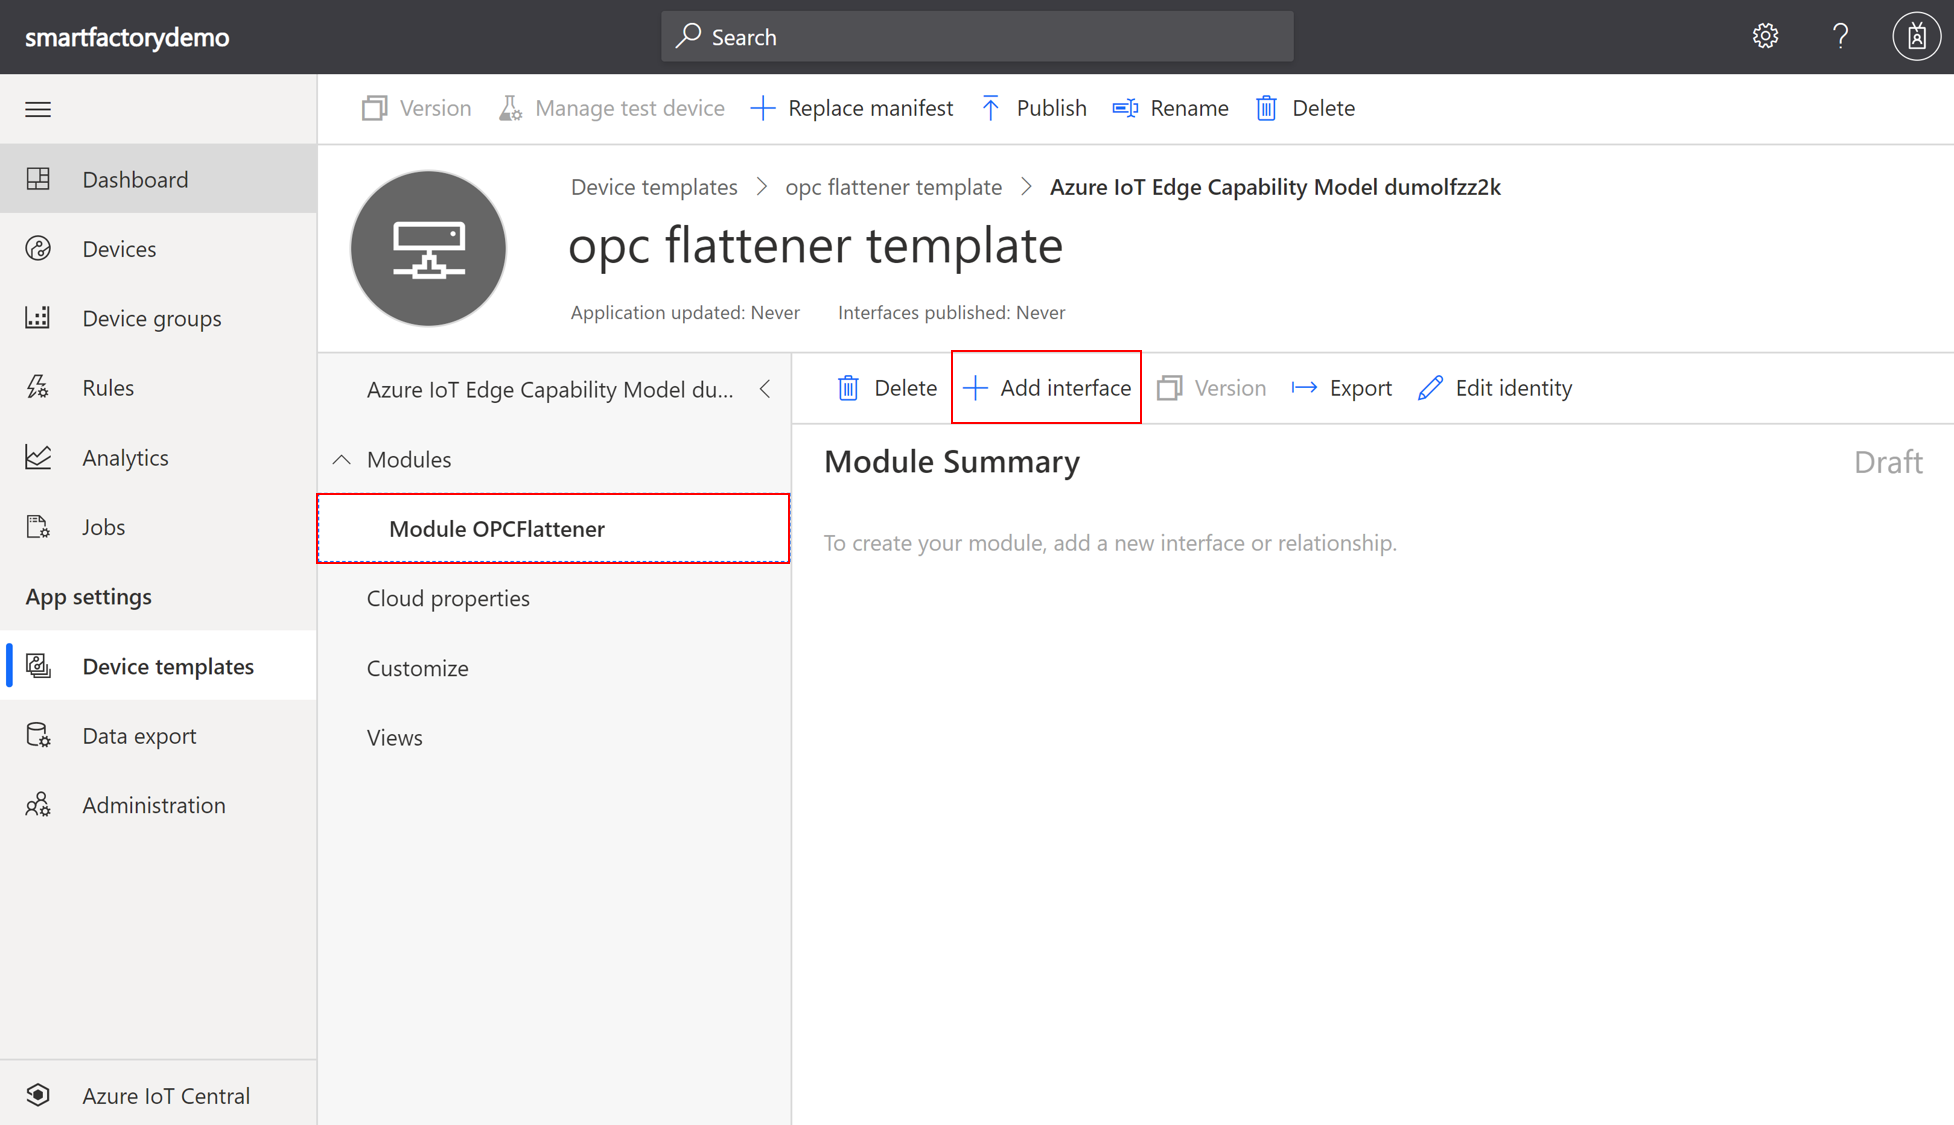 smartfactorydemo
Search
Version Manage test device Replace manifest Publish Rename Delete
Dashboard
Devices
Device groups
Rules
Analytics
Jobs
App settings
Device templates
Data export
Administration
Azure IoT Central
Device templates > opc flattener template > Azure IoT Edge Capability Model dumolfzz2k
opc flattener template
Application updated: Never Interfaces published: Never
Azure IoT Edge Capability Model du...
Modules
Module OPCFlattener
Cloud properties
Customize
Views
Delete Add interface Version Export Edit identity
Module Summary Draft
To create your module, add a new interface or relationship.